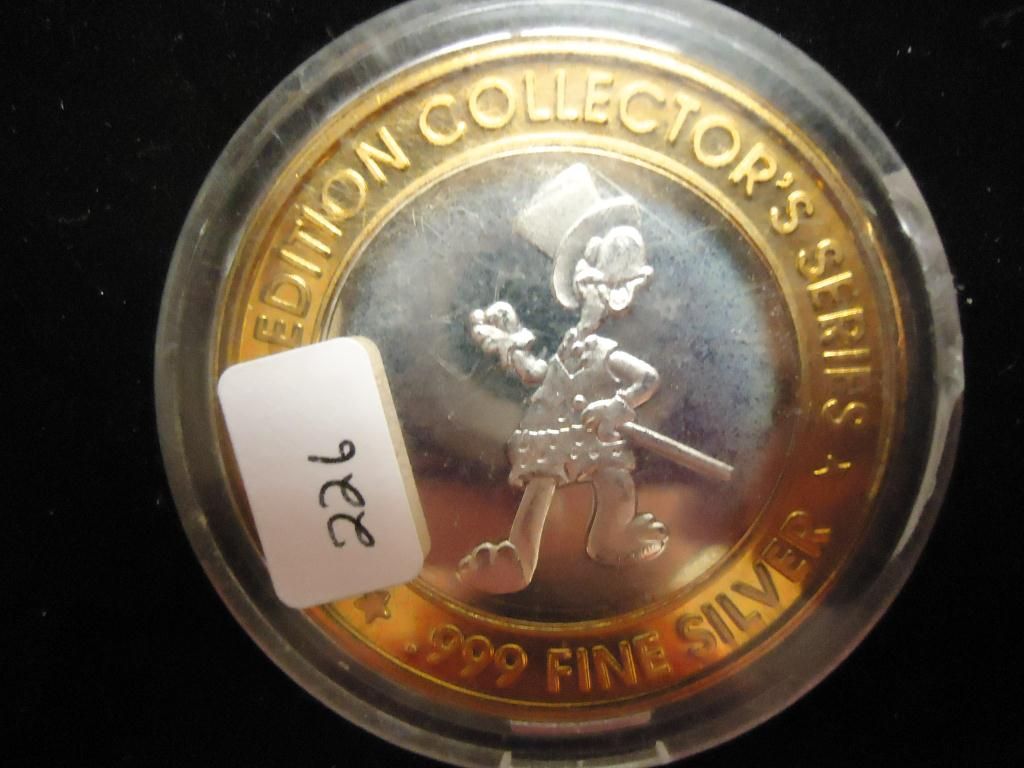 EDITION COLLECTOR'S SERIES
.999 FINE SILVER
226